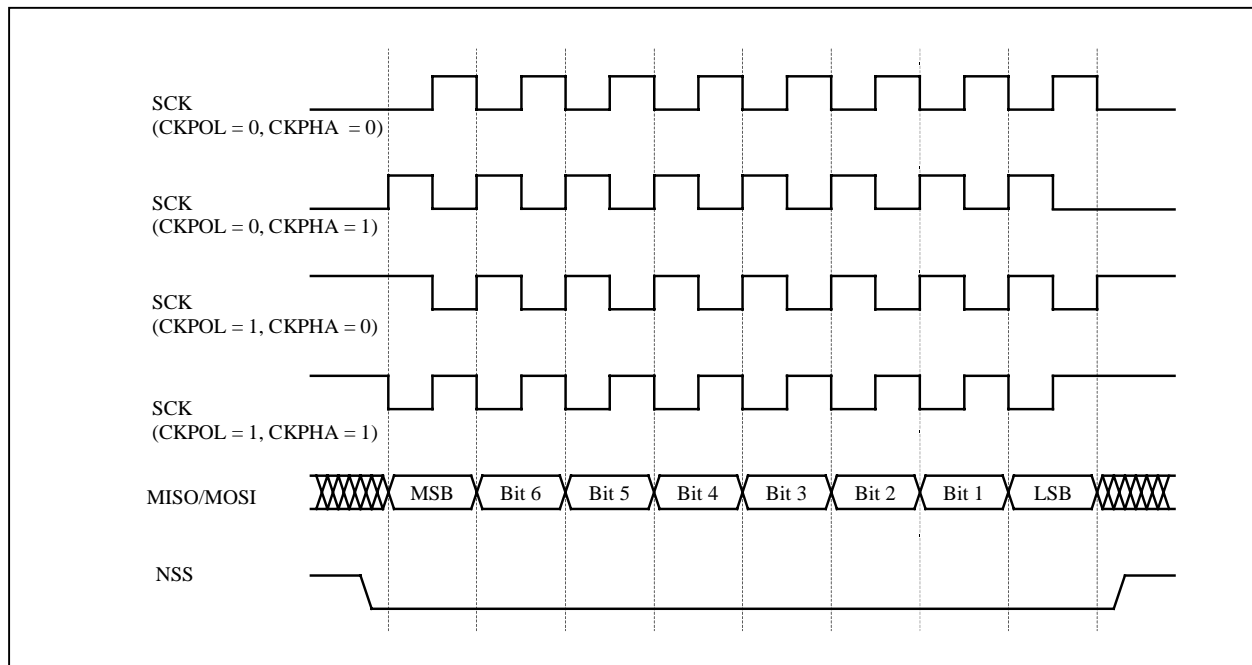 SCK
(CKPOL = 0, CKPHA = 0)
SCK
(CKPOL = 0, CKPHA = 1)
SCK
(CKPOL = 1, CKPHA = 0)
SCK
(CKPOL = 1, CKPHA = 1)
MISO/MOSI MSB Bit 6 Bit 5 Bit 4 Bit 3 Bit 2 Bit 1 LSB
NSS